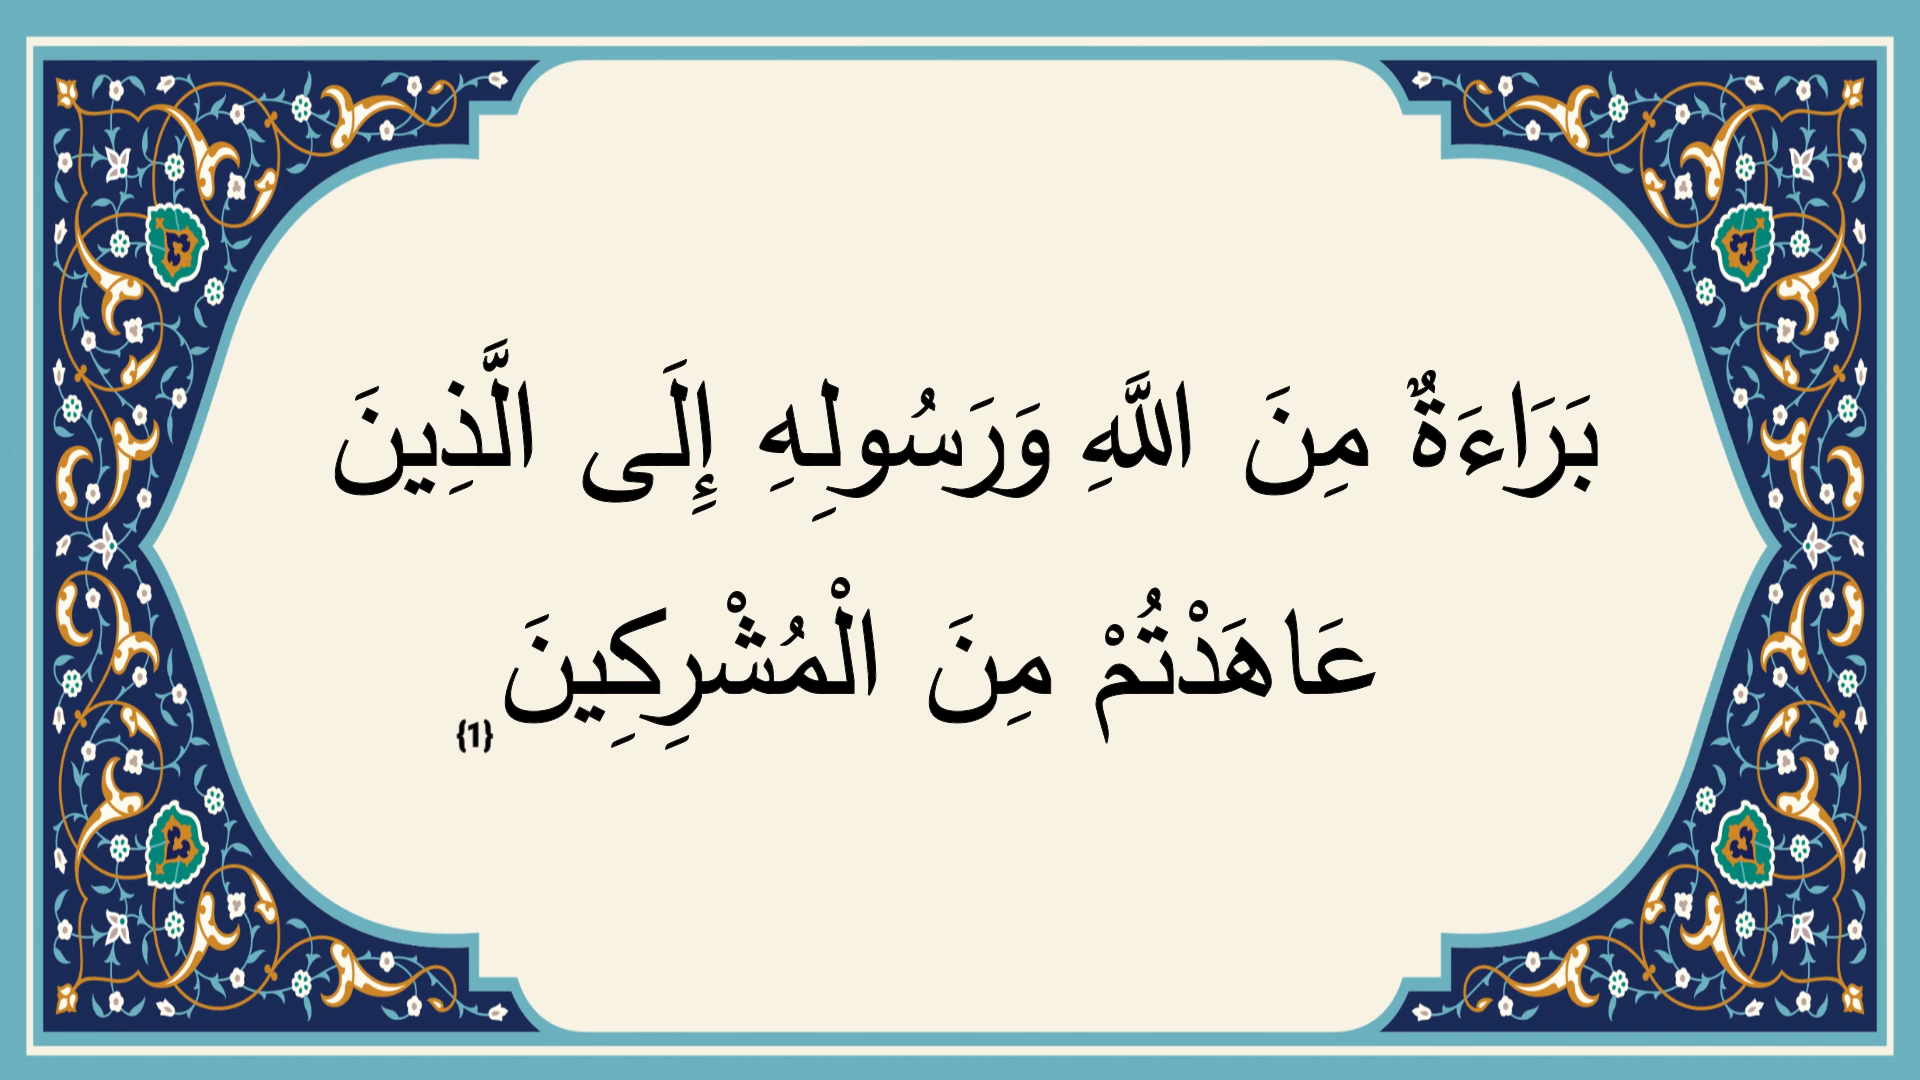 بَرَاءَةٌ مِنَ اللَّهِ وَرَسُولِهِ إِلَى الَّذِينَ
عَاهَدْتُمْ مِنَ الْمُشْرِكِينَ {1}